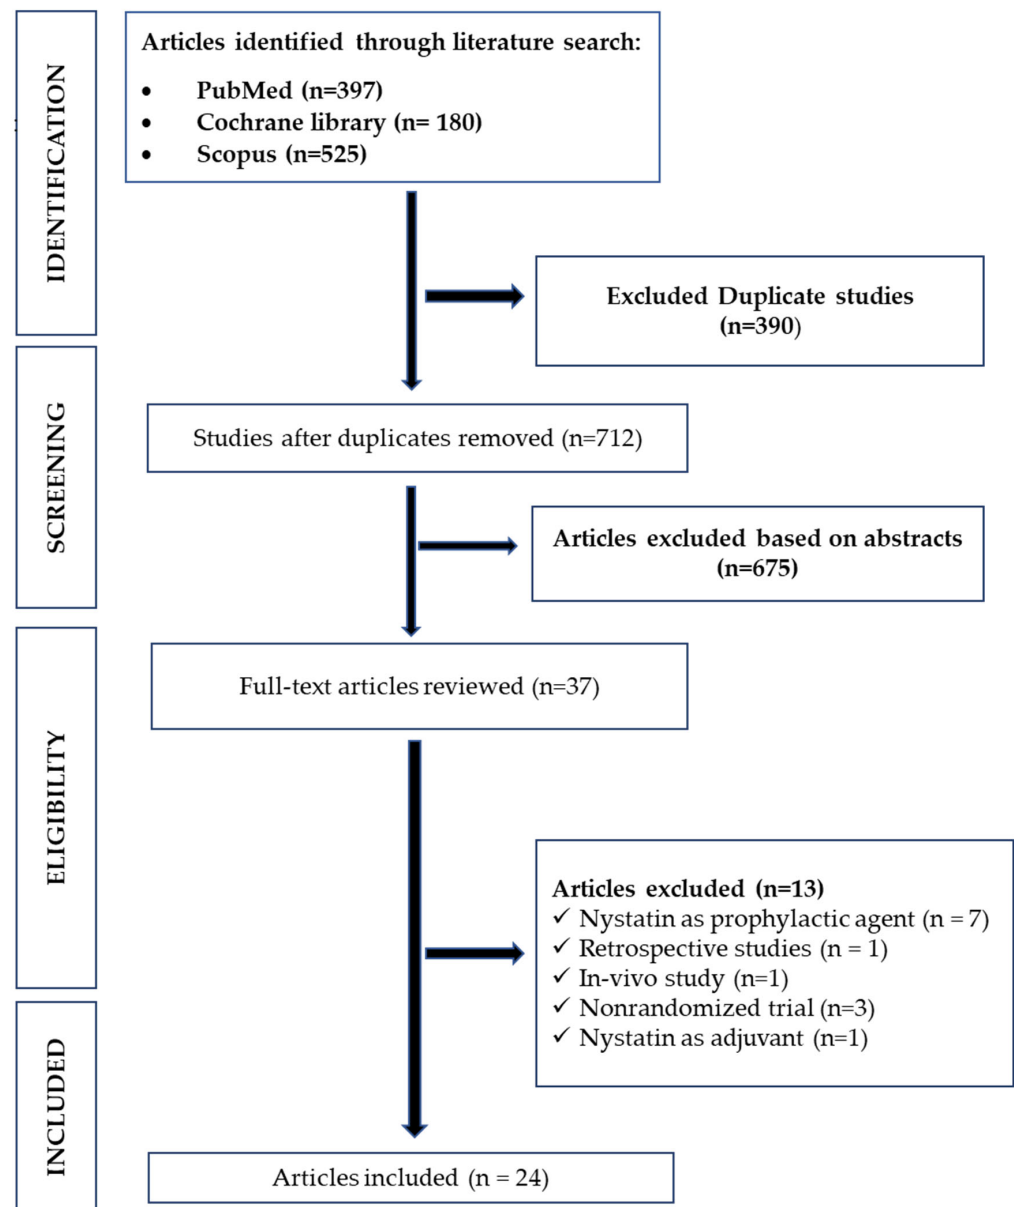 IDENTIFICATION
Articles identified through literature search:
• PubMed (n=397)
• Cochrane library (n= 180)
• Scopus (n=525)
Excluded Duplicate studies
(n=390)
SCREENING
Studies after duplicates removed (n=712)
Articles excluded based on abstracts
(n=675)
ELIGIBILITY
Full-text articles reviewed (n=37)
Articles excluded (n=13)
✓ Nystatin as prophylactic agent (n = 7)
✓ Retrospective studies (n = 1)
✓ In-vivo study (n=1)
✓ Nonrandomized trial (n=3)
✓ Nystatin as adjuvant (n=1)
INCLUDED
Articles included (n = 24)